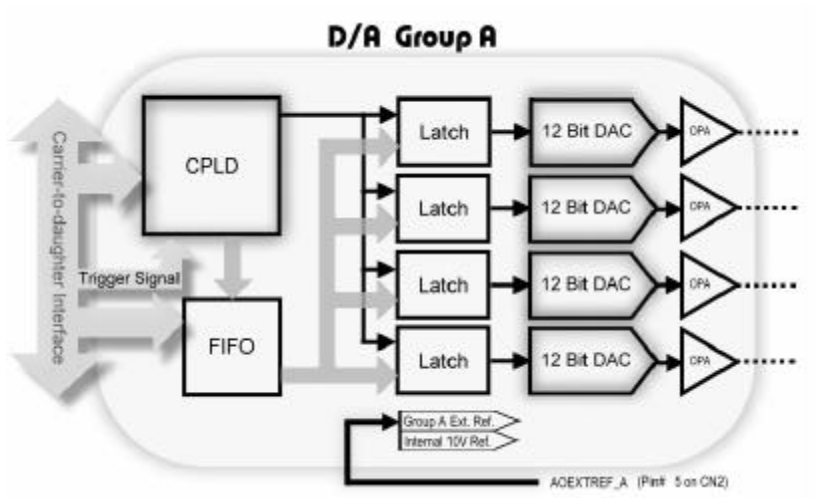 D/A Group A
Carrier-to-daughter Interface
CPLD
Trigger Signal
FIFO
Latch
12 Bit DAC
OPA
Latch
12 Bit DAC
OPA
Latch
12 Bit DAC
OPA
Latch
12 Bit DAC
OPA
Group A Ext. Ref.
Internal 10V Ref.
AOEXTREF_A (Pin# 5 on CN2)